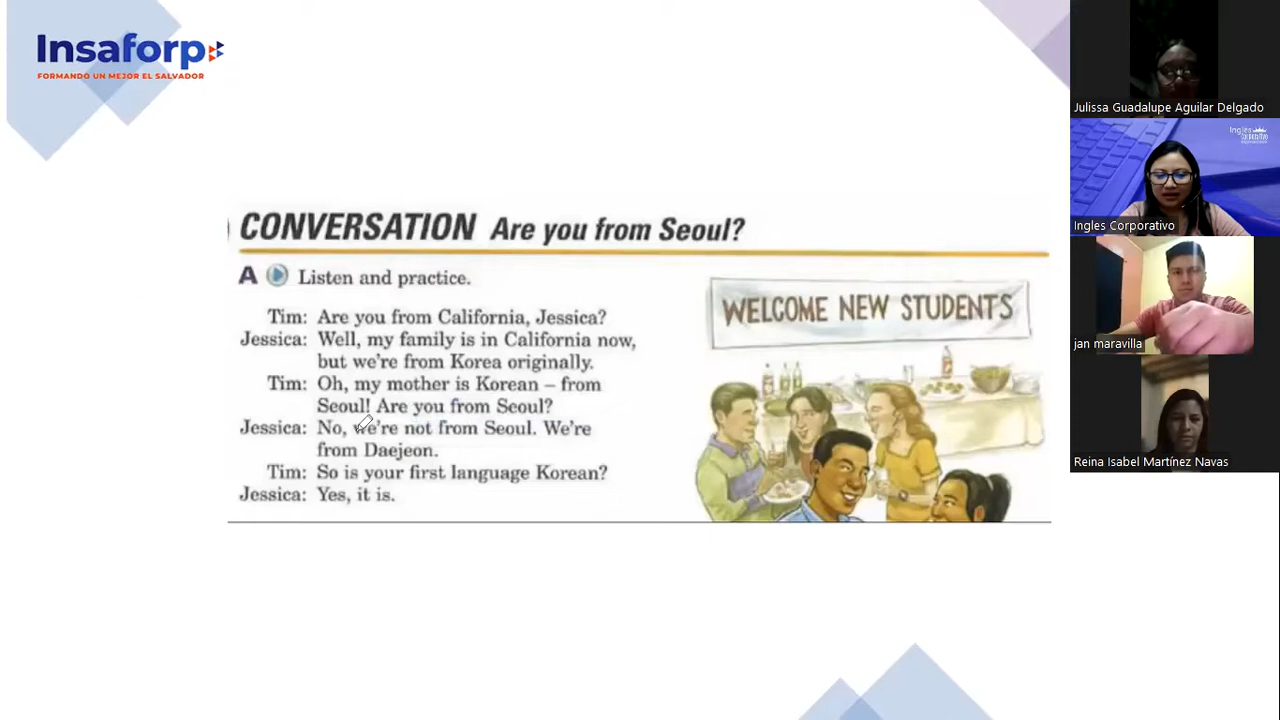 Insaforp
FORMANDO UN MEJOR EL SALVADOR
CONVERSATION Are you from Seoul?
A Listen and practice.
Tim: Are you from California, Jessica?
Jessica: Well, my family is in California now,
but we're from Korea originally.
Tim: Oh, my mother is Korean – from
Seoul! Are you from Seoul?
Jessica: No, we're not from Seoul. We're
from Daejeon.
Tim: So is your first language Korean?
Jessica: Yes, it is.
WELCOME NEW STUDENTS
Julissa Guadalupe Aguilar Delgado
Ingles Corporativo
jan maravilla
Reina Isabel Martínez Navas